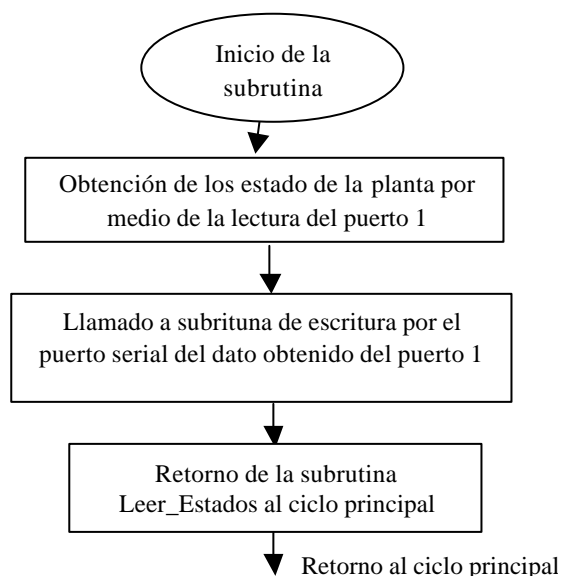 Inicio de la
subrutina
Obtención de los estado de la planta por
medio de la lectura del puerto 1
Llamado a subrituna de escritura por el
puerto serial del dato obtenido del puerto 1
Retorno de la subrutina
Leer_Estados al ciclo principal
Retorno al ciclo principal